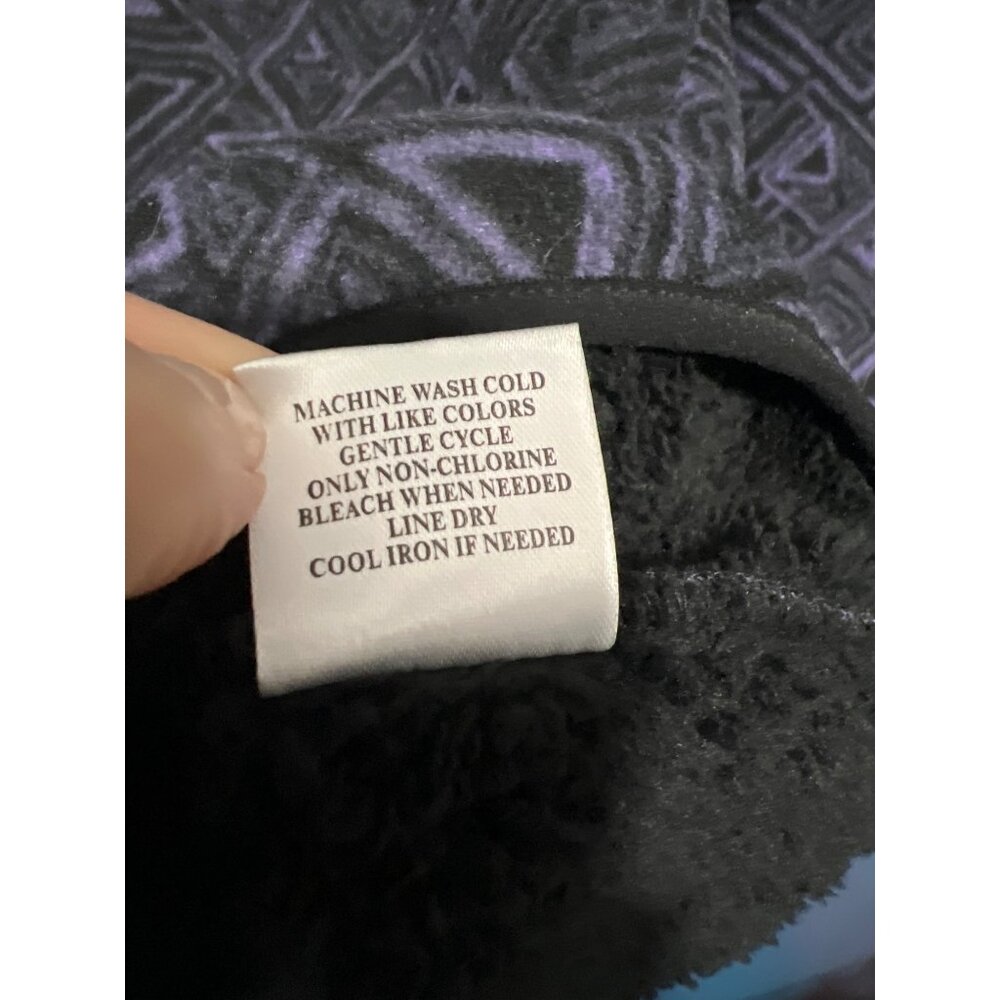 MACHINE WASH COLD
WITH LIKE COLORS
GENTLE CYCLE
ONLY NON-CHLORINE
BLEACH WHEN NEEDED
LINE DRY
COOL IRON IF NEEDED